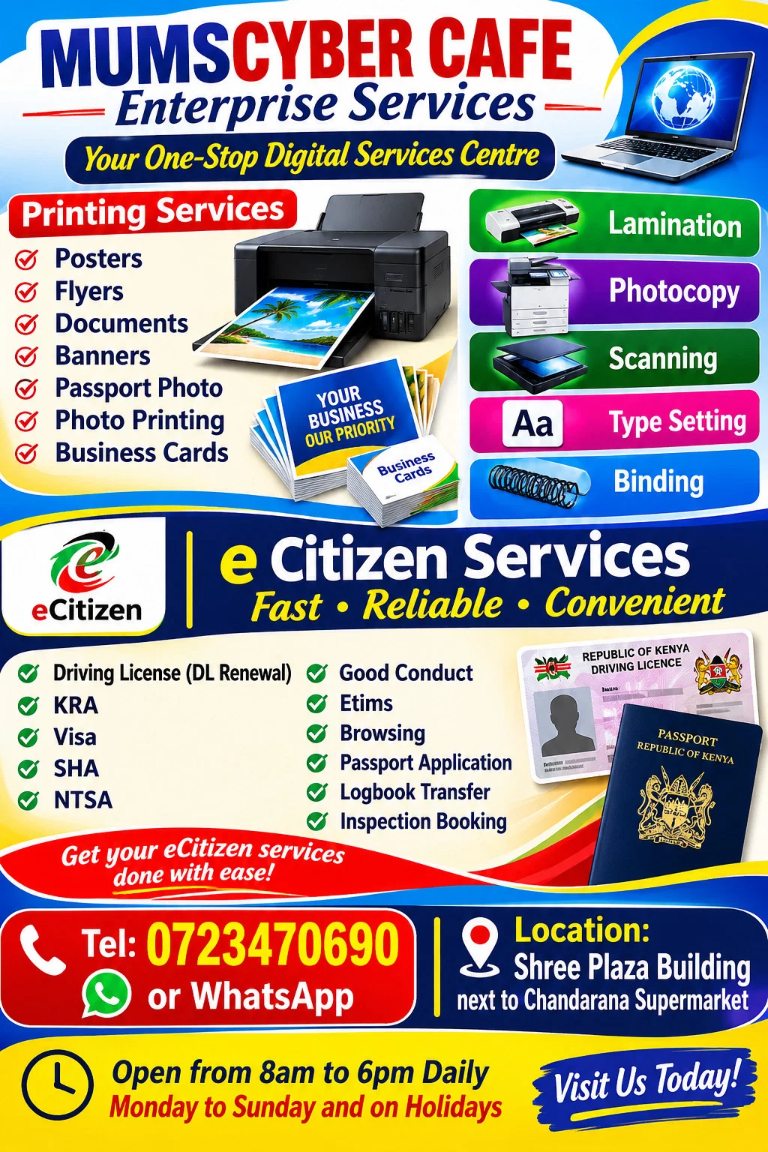 MUMSCYBER CAFE
Enterprise Services
Your One-Stop Digital Services Centre
Printing Services
Posters
Flyers
Documents
Banners
Passport Photo
Photo Printing
Business Cards
YOUR
BUSINESS
OUR PRIORITY
Business
Cards
Lamination
Photocopy
Scanning
Aa
Type Setting
Binding
eCitizen
e Citizen Services
Fast • Reliable • Convenient
Driving License (DL Renewal)
KRA
Visa
SHA
NTSA
Good Conduct
Etims
Browsing
Passport Application
Logbook Transfer
Inspection Booking
REPUBLIC OF KENYA
DRIVING LICENCE
PASSPORT
REPUBLIC OF KENYA
Get your eCitizen services
done with ease!
Tel: 0723470690
or WhatsApp
Location:
Shree Plaza Building
next to Chandarana Supermarket
Open from 8am to 6pm Daily
Monday to Sunday and on Holidays
Visit Us Today!